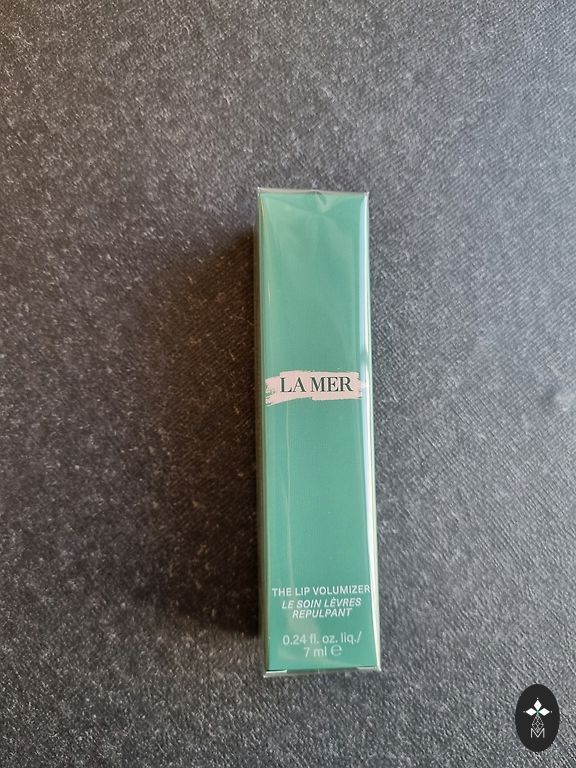 LA MER
THE LIP VOLUMIZER
LE SOIN LÈVRES
REPULPANT
0.24 fl. oz. liq./
7 ml ℮
M